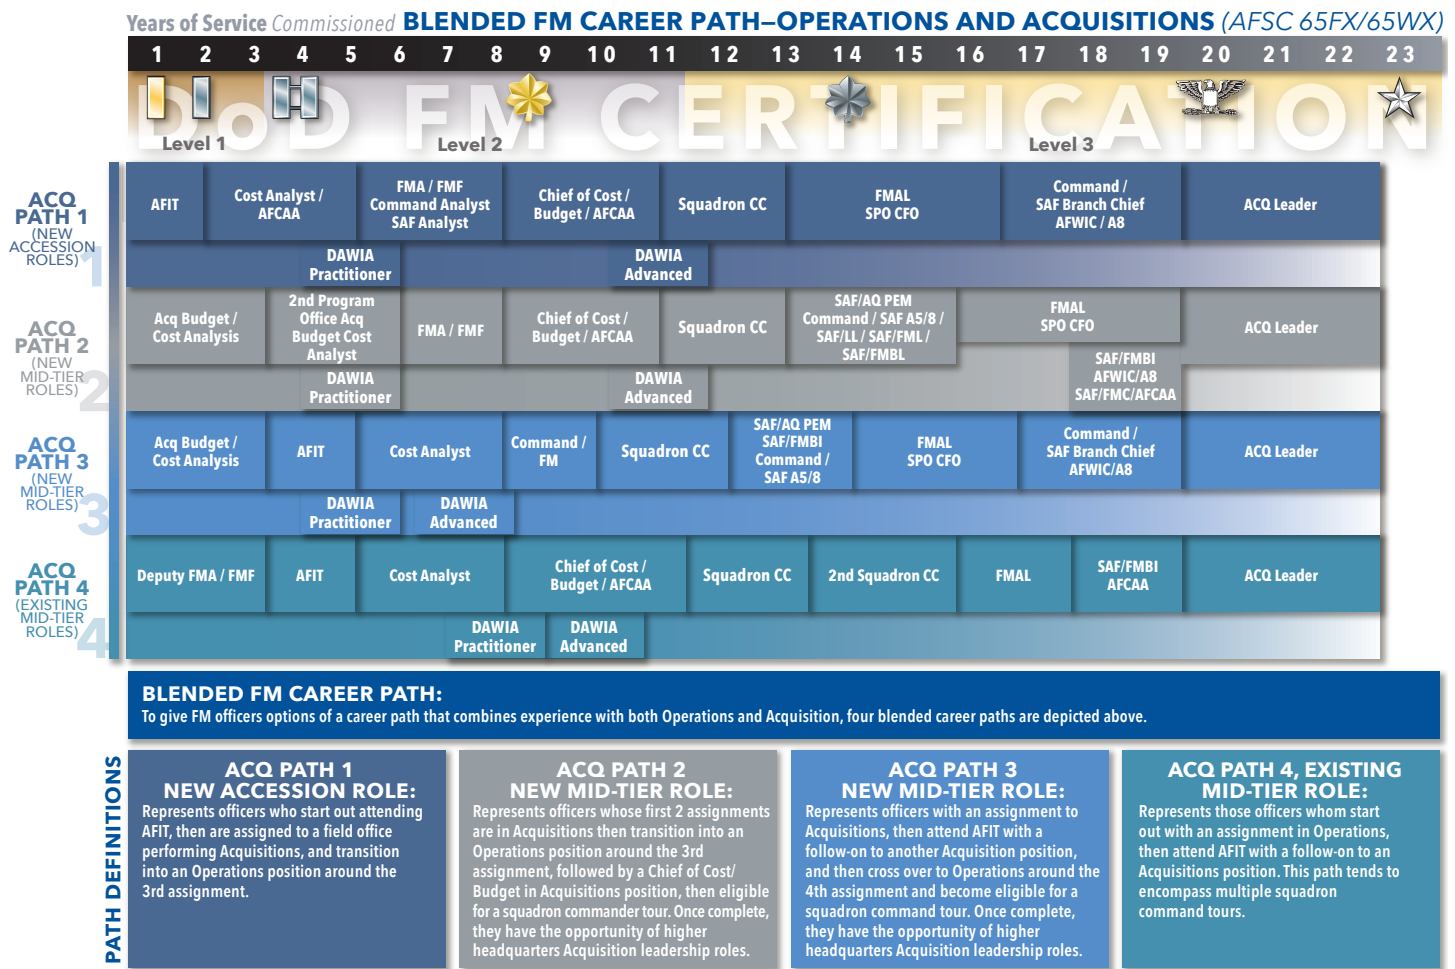 Years of Service Commissioned BLENDED FM CAREER PATH—OPERATIONS AND ACQUISITIONS (AFSC 65FX/65WX)
1 2 3 4 5 6 7 8 9 10 11 12 13 14 15 16 17 18 19 20 21 22 23
DoD FM CERTIFICATION
Level 1 Level 2 Level 3
ACQ
PATH 1
(NEW
ACCESSION
ROLES)
1
AFIT
Cost Analyst /
AFCAA
FMA / FMF
Command Analyst
SAF Analyst
Chief of Cost /
Budget / AFCAA
Squadron CC
FMAL
SPO CFO
Command /
SAF Branch Chief
AFWIC / A8
ACQ Leader
DAWIA
Practitioner
DAWIA
Advanced
ACQ
PATH 2
(NEW
MID-TIER
ROLES)
2
Acq Budget /
Cost Analysis
2nd Program
Office Acq
Budget Cost
Analyst
FMA / FMF
Chief of Cost /
Budget / AFCAA
Squadron CC
SAF/AQ PEM
Command / SAF A5/8 /
SAF/LL / SAF/FML /
SAF/FMBL
FMAL
SPO CFO
ACQ Leader
DAWIA
Practitioner
DAWIA
Advanced
SAF/FMBI
AFWIC/A8
SAF/FMC/AFCAA
ACQ
PATH 3
(NEW
MID-TIER
ROLES)
3
Acq Budget /
Cost Analysis
AFIT
Cost Analyst
Command /
FM
Squadron CC
SAF/AQ PEM
SAF/FMBI
Command /
SAF A5/8
FMAL
SPO CFO
Command /
SAF Branch Chief
AFWIC/A8
ACQ Leader
DAWIA
Practitioner
DAWIA
Advanced
ACQ
PATH 4
(EXISTING
MID-TIER
ROLES)
4
Deputy FMA / FMF
AFIT
Cost Analyst
Chief of Cost /
Budget / AFCAA
Squadron CC
2nd Squadron CC
FMAL
SAF/FMBI
AFCAA
ACQ Leader
DAWIA
Practitioner
DAWIA
Advanced
BLENDED FM CAREER PATH:
To give FM officers options of a career path that combines experience with both Operations and Acquisition, four blended career paths are depicted above.
PATH DEFINITIONS
ACQ PATH 1
NEW ACCESSION ROLE:
Represents officers who start out attending
AFIT, then are assigned to a field office
performing Acquisitions, and transition
into an Operations position around the
3rd assignment.
ACQ PATH 2
NEW MID-TIER ROLE:
Represents officers whose first 2 assignments
are in Acquisitions then transition into an
Operations position around the 3rd
assignment, followed by a Chief of Cost/
Budget in Acquisitions position, then eligible
for a squadron commander tour. Once complete,
they have the opportunity of higher
headquarters Acquisition leadership roles.
ACQ PATH 3
NEW MID-TIER ROLE:
Represents officers with an assignment to
Acquisitions, then attend AFIT with a
follow-on to another Acquisition position,
and then cross over to Operations around the
4th assignment and become eligible for a
squadron command tour. Once complete,
they have the opportunity of higher
headquarters Acquisition leadership roles.
ACQ PATH 4, EXISTING
MID-TIER ROLE:
Represents those officers whom start
out with an assignment in Operations,
then attend AFIT with a follow-on to an
Acquisitions position. This path tends to
encompass multiple squadron
command tours.